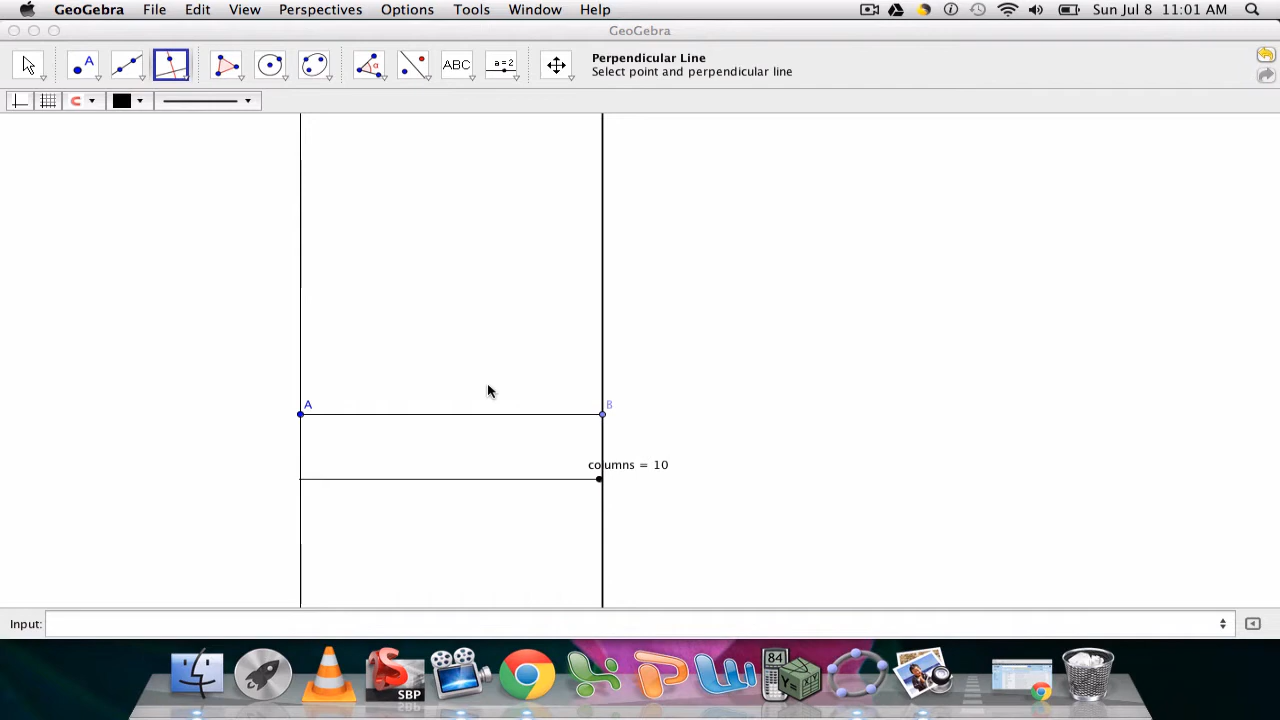 GeoGebra File Edit View Perspectives Options Tools Window Help Sun Jul 8 11:01 AM
GeoGebra
A ABC a=2 Perpendicular Line
α Select point and perpendicular line
A B
columns = 10
Input:
84
Y=
SBP